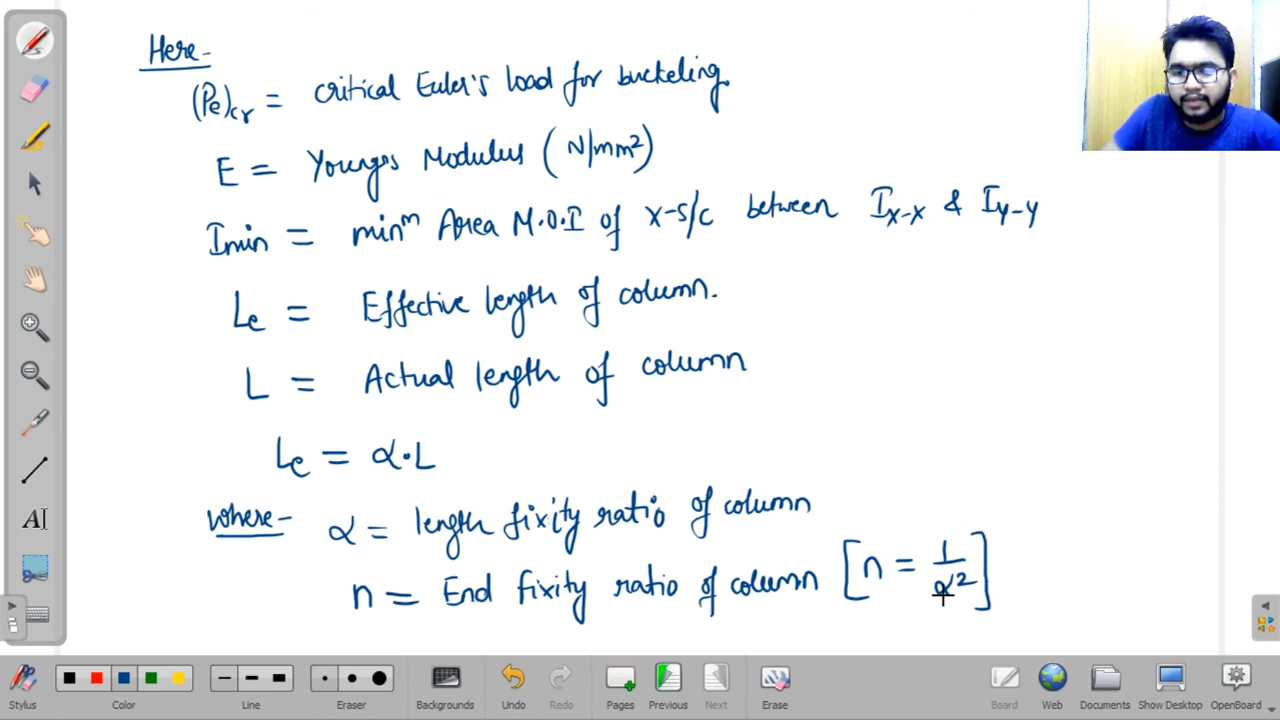 Here-
(Pe)cr = critical Euler's load for buckeling.
E = Younges Modulus (N/mm²)
Imin = minᵐ Area M.O.I of X-S/C between Ix-x & Iy-y
Le = Effective length of column.
L = Actual length of column
Le = α·L
where- α = length fixity ratio of column
n = End fixity ratio of column [n = 1/α²]
AI
Stylus
Color
Line
Eraser
Backgrounds
Undo
Redo
Pages
Previous
Next
Erase
Board
Web
Documents
Show Desktop
OpenBoard